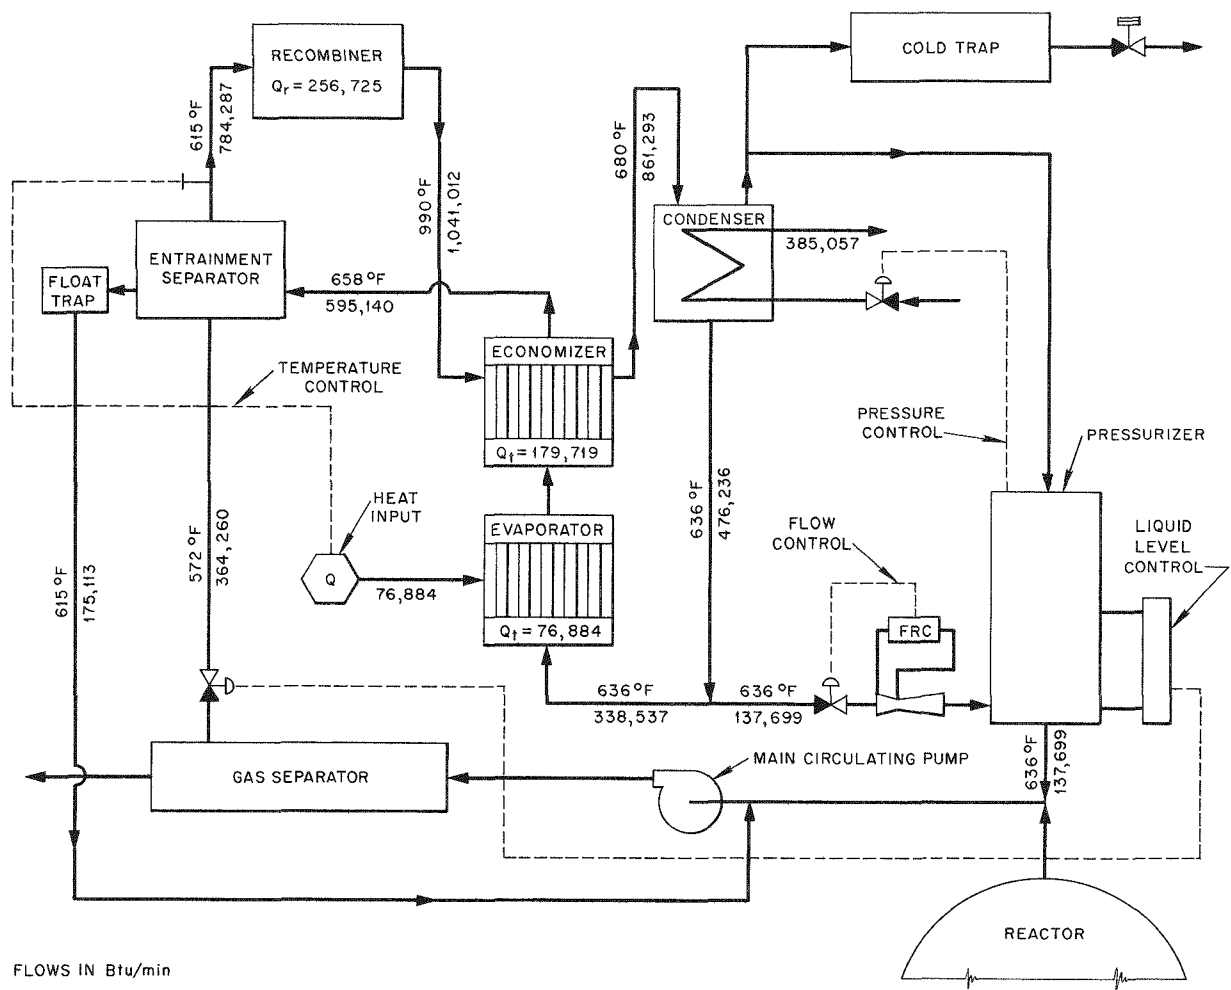 RECOMBINER
Qr = 256,725
COLD TRAP
615 °F
784,287
990 °F
1,041,012
680 °F
861,293
CONDENSER
385,057
ENTRAINMENT
SEPARATOR
FLOAT
TRAP
658 °F
595,140
ECONOMIZER
Qt = 179,719
TEMPERATURE
CONTROL
PRESSURE
CONTROL
PRESSURIZER
HEAT
INPUT
EVAPORATOR
Qt = 76,884
Q
76,884
572 °F
364,260
615 °F
175,113
636 °F
476,236
FLOW
CONTROL
LIQUID
LEVEL
CONTROL
FRC
636 °F
338,537
636 °F
137,699
636 °F
137,699
GAS SEPARATOR
MAIN CIRCULATING PUMP
REACTOR
FLOWS IN Btu/min